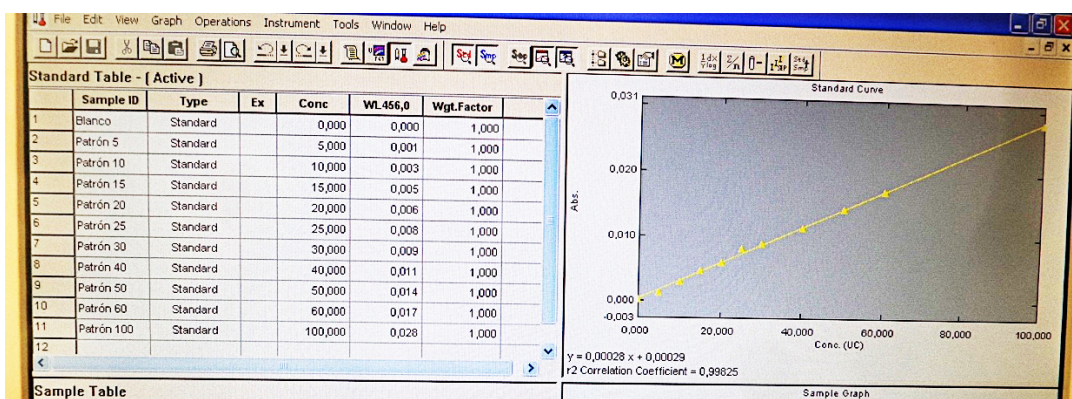 File Edit View Graph Operations Instrument Tools Window Help
Standard Table - [ Active ]
Sample ID Type Ex Conc WL456,0 Wgt.Factor
1 Blanco Standard 0,000 0,000 1,000
2 Patrón 5 Standard 5,000 0,001 1,000
3 Patrón 10 Standard 10,000 0,003 1,000
4 Patrón 15 Standard 15,000 0,005 1,000
5 Patrón 20 Standard 20,000 0,006 1,000
6 Patrón 25 Standard 25,000 0,008 1,000
7 Patrón 30 Standard 30,000 0,009 1,000
8 Patrón 40 Standard 40,000 0,011 1,000
9 Patrón 50 Standard 50,000 0,014 1,000
10 Patrón 60 Standard 60,000 0,017 1,000
11 Patrón 100 Standard 100,000 0,028 1,000
12
Sample Table
Standard Curve
0,031
0,020
Abs.
0,010
0,000
-0,003
0,000 20,000 40,000 60,000 80,000 100,000
Conc. (UC)
y = 0,00028 x + 0,00029
r2 Correlation Coefficient = 0,99825
Sample Graph